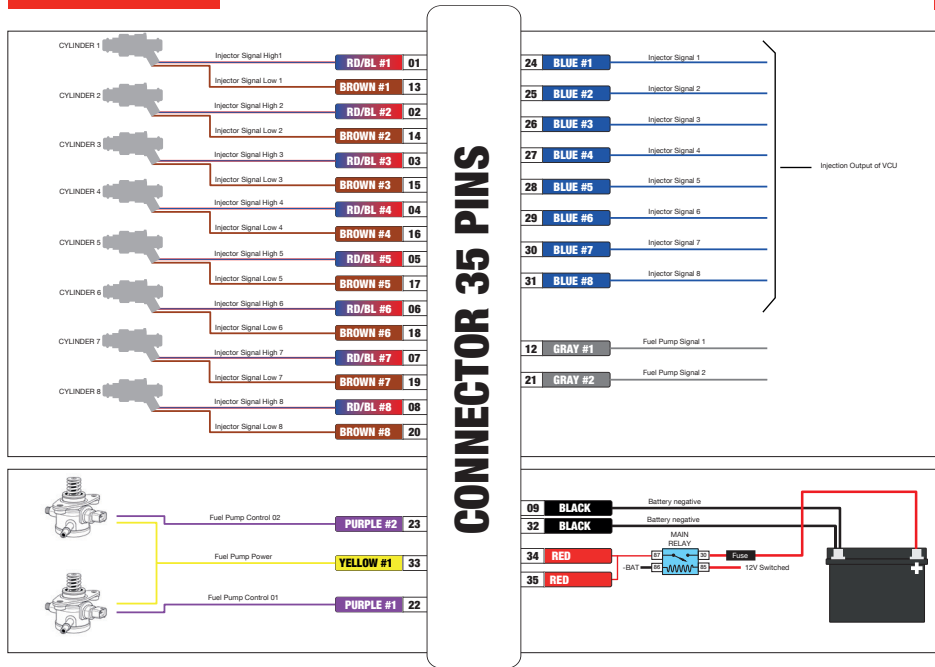 CYLINDER 1
Injector Signal High1
RD/BL #1 01
Injector Signal Low 1
BROWN #1 13
CYLINDER 2
Injector Signal High 2
RD/BL #2 02
Injector Signal Low 2
BROWN #2 14
CYLINDER 3
Injector Signal High 3
RD/BL #3 03
Injector Signal Low 3
BROWN #3 15
CYLINDER 4
Injector Signal High 4
RD/BL #4 04
Injector Signal Low 4
BROWN #4 16
CYLINDER 5
Injector Signal High 5
RD/BL #5 05
Injector Signal Low 5
BROWN #5 17
CYLINDER 6
Injector Signal High 6
RD/BL #6 06
Injector Signal Low 6
BROWN #6 18
CYLINDER 7
Injector Signal High 7
RD/BL #7 07
Injector Signal Low 7
BROWN #7 19
CYLINDER 8
Injector Signal High 8
RD/BL #8 08
Injector Signal Low 8
BROWN #8 20
CONNECTOR 35 PINS
24 BLUE #1
Injector Signal 1
25 BLUE #2
Injector Signal 2
26 BLUE #3
Injector Signal 3
27 BLUE #4
Injector Signal 4
28 BLUE #5
Injector Signal 5
29 BLUE #6
Injector Signal 6
30 BLUE #7
Injector Signal 7
31 BLUE #8
Injector Signal 8
Injection Output of VCU
12 GRAY #1
Fuel Pump Signal 1
21 GRAY #2
Fuel Pump Signal 2
Fuel Pump Control 02
PURPLE #2 23
Fuel Pump Power
YELLOW #1 33
Fuel Pump Control 01
PURPLE #1 22
09 BLACK
Battery negative
32 BLACK
Battery negative
MAIN
RELAY
34 RED
87 30
Fuse
-BAT
86 85
12V Switched
35 RED
+